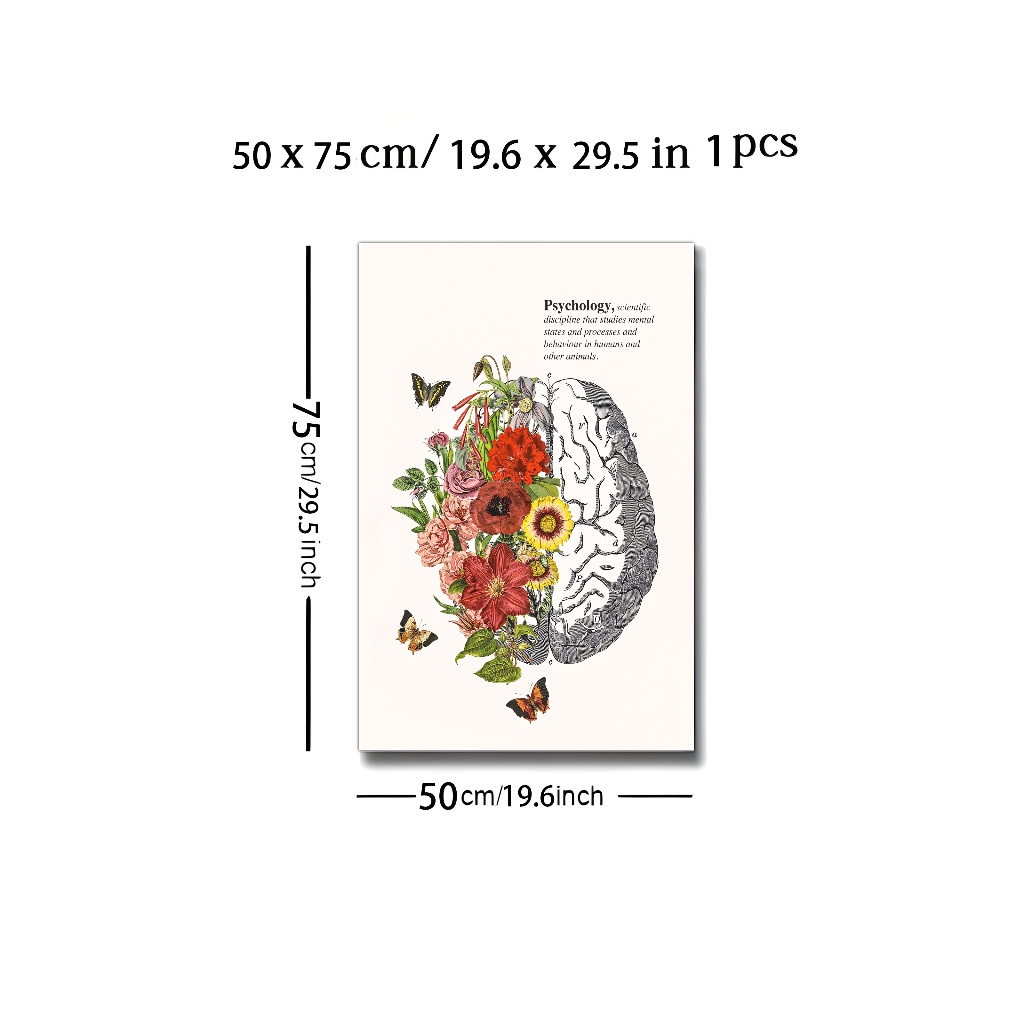 50 x 75 cm/ 19.6 x 29.5 in 1 pcs
Psychology, scientific
discipline that studies mental
states and processes and
behaviour in humans and
other animals.
75cm/29.5inch
50cm/19.6inch